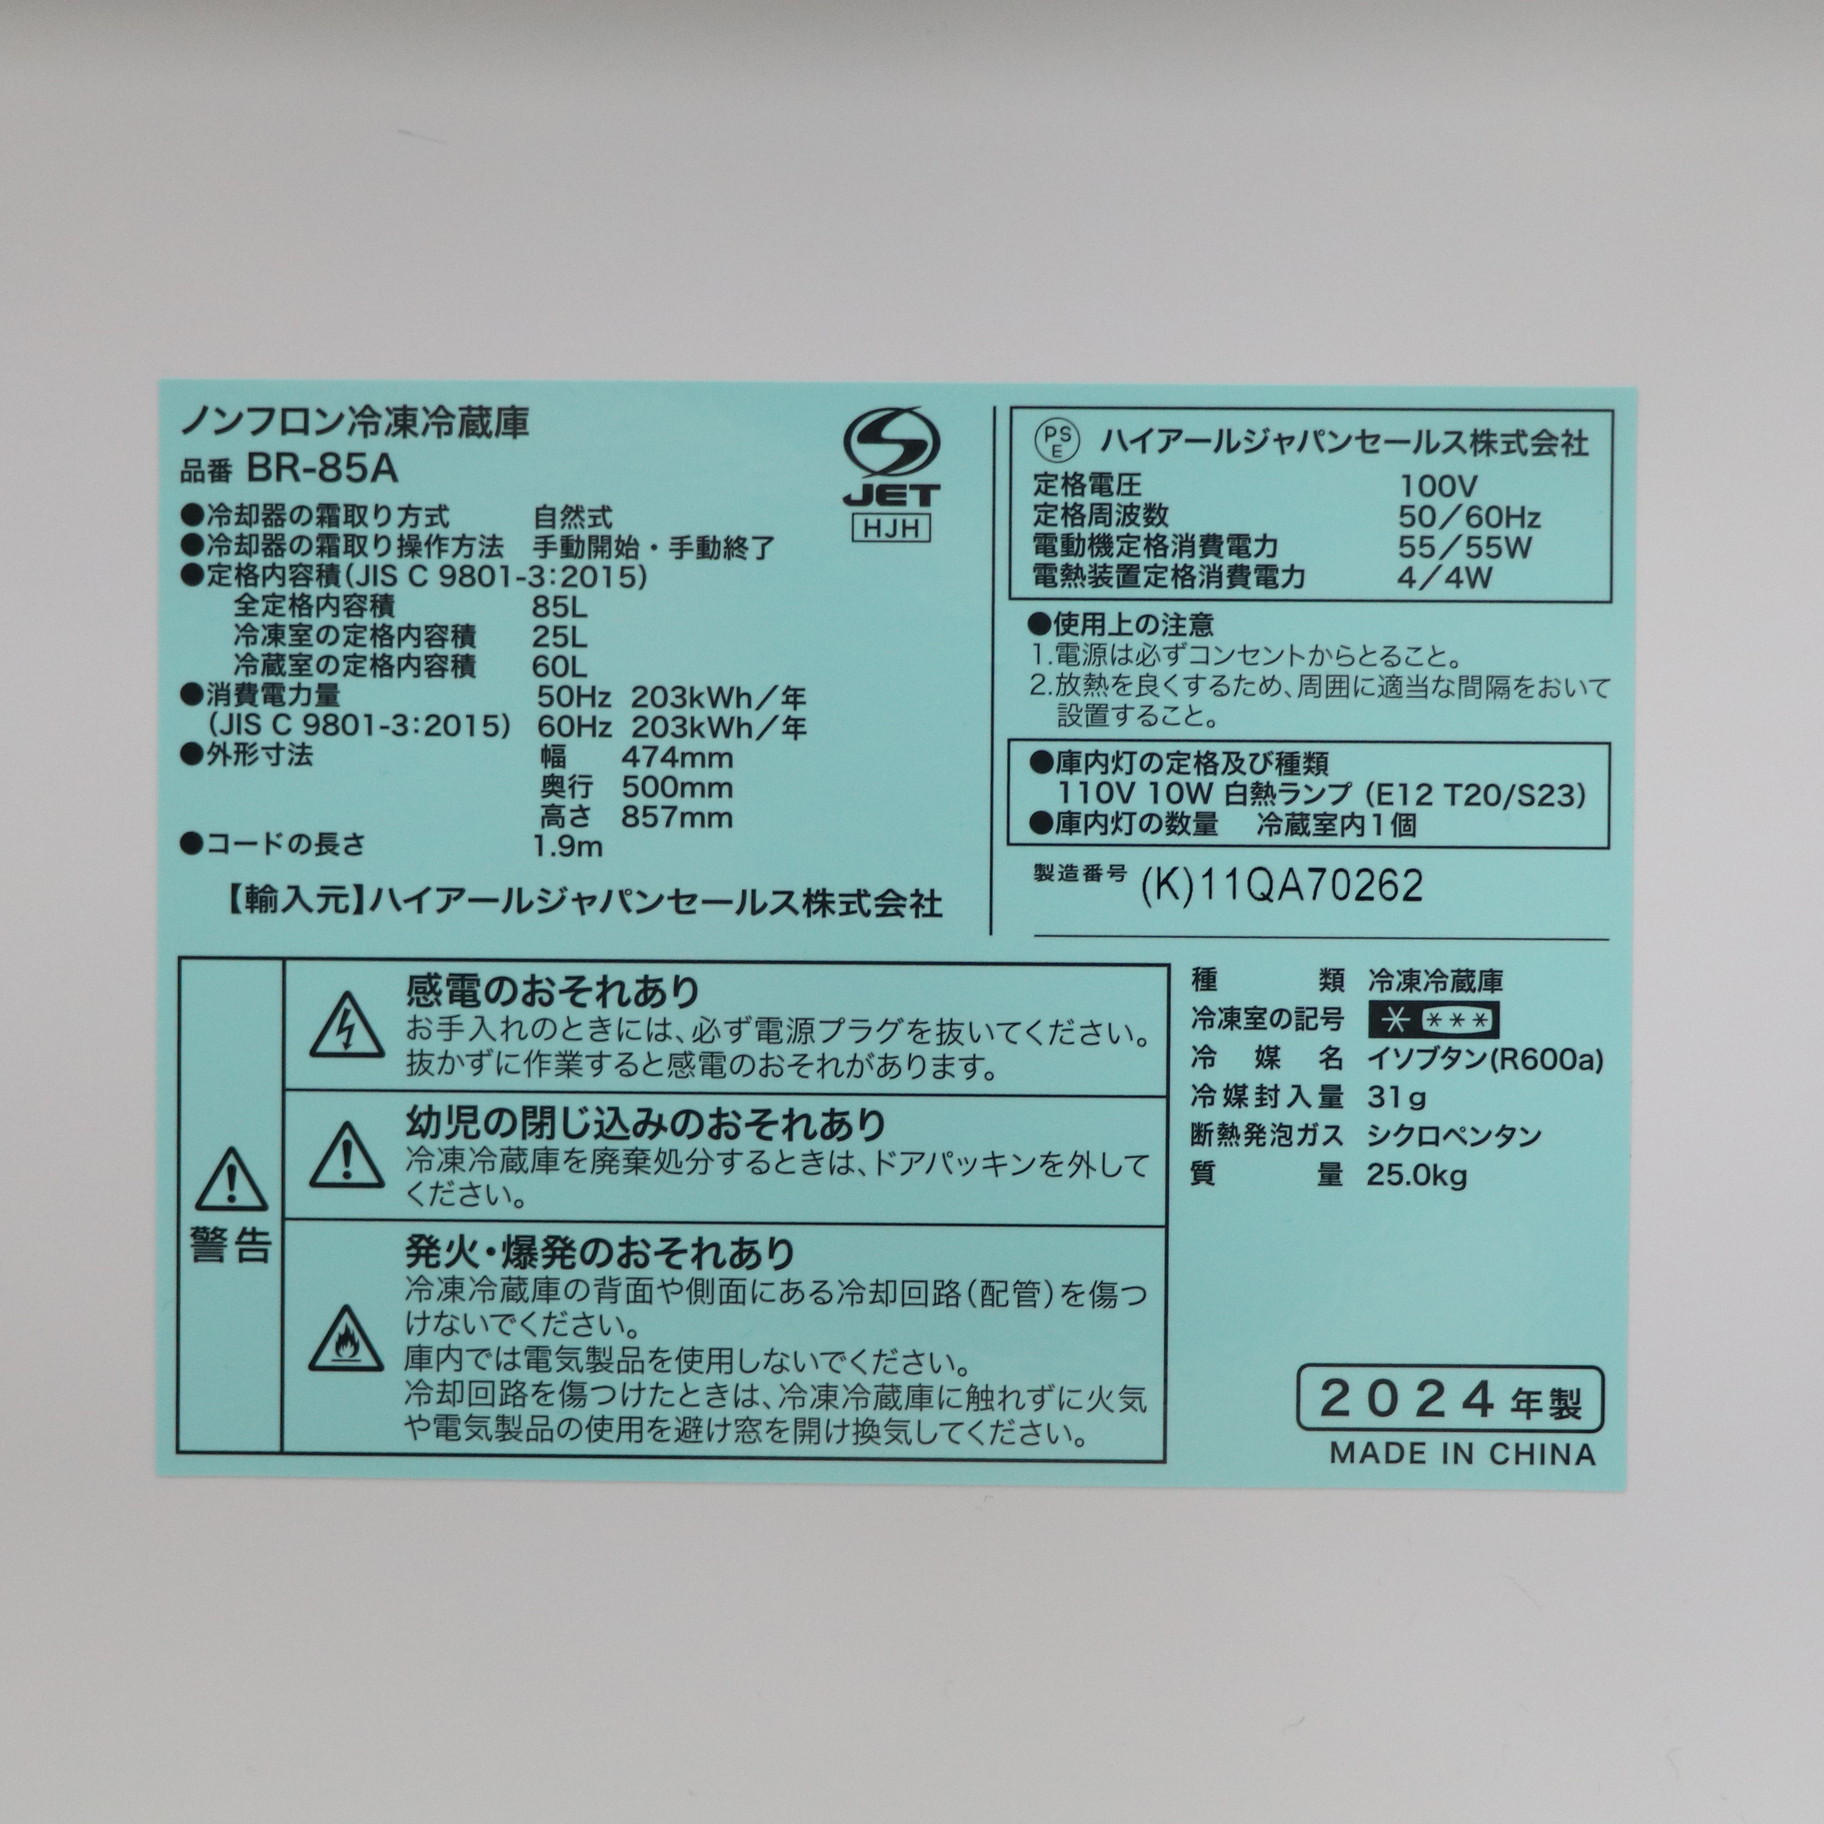 ノンフロン冷凍冷蔵庫
品番 BR-85A
●冷却器の霜取り方式 自然式
●冷却器の霜取り操作方法 手動開始・手動終了
●定格内容積(JIS C 9801-3:2015)
全定格内容積 85L
冷凍室の定格内容積 25L
冷蔵室の定格内容積 60L
●消費電力量 50Hz 203kWh/年
(JIS C 9801-3:2015) 60Hz 203kWh/年
●外形寸法 幅 474mm
奥行 500mm
高さ 857mm
●コードの長さ 1.9m
【輸入元】ハイアールジャパンセールス株式会社
JET
HJH
PS
E
ハイアールジャパンセールス株式会社
定格電圧 100V
定格周波数 50/60Hz
電動機定格消費電力 55/55W
電熱装置定格消費電力 4/4W
●使用上の注意
1.電源は必ずコンセントからとること。
2.放熱を良くするため、周囲に適当な間隔をおいて
設置すること。
●庫内灯の定格及び種類
110V 10W 白熱ランプ (E12 T20/S23)
●庫内灯の数量 冷蔵室内1個
製造番号 (K)11QA70262
警告
感電のおそれあり
お手入れのときには、必ず電源プラグを抜いてください。
抜かずに作業すると感電のおそれがあります。
幼児の閉じ込みのおそれあり
冷凍冷蔵庫を廃棄処分するときは、ドアパッキンを外して
ください。
発火・爆発のおそれあり
冷凍冷蔵庫の背面や側面にある冷却回路(配管)を傷つ
けないでください。
庫内では電気製品を使用しないでください。
冷却回路を傷つけたときは、冷凍冷蔵庫に触れずに火気
や電気製品の使用を避け窓を開け換気してください。
種類 冷凍冷蔵庫
冷凍室の記号 * ***
冷媒名 イソブタン(R600a)
冷媒封入量 31g
断熱発泡ガス シクロペンタン
質量 25.0kg
2024年製
MADE IN CHINA